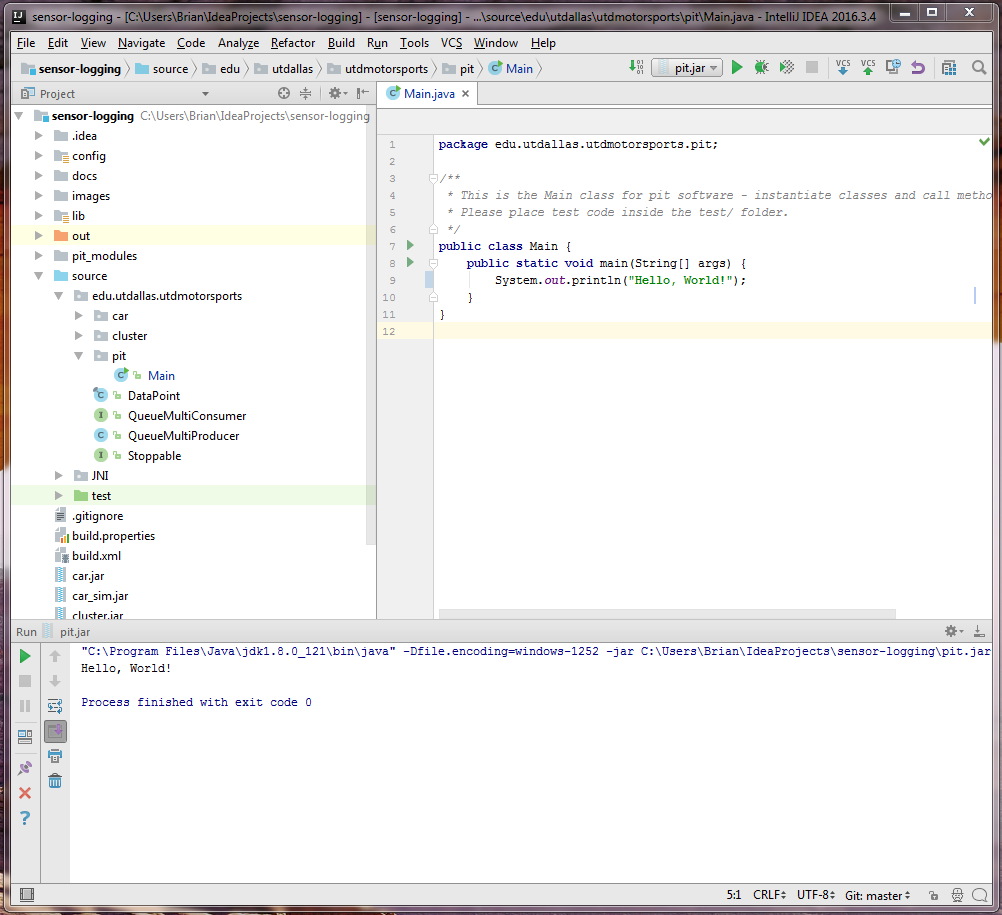 sensor-logging - [C:\Users\Brian\IdeaProjects\sensor-logging] - [sensor-logging] - ...\source\edu\utdallas\utdmotorsports\pit\Main.java - IntelliJ IDEA 2016.3.4
File Edit View Navigate Code Analyze Refactor Build Run Tools VCS Window Help
sensor-logging source edu utdallas utdmotorsports pit Main pit.jar VCS VCS
Project
Main.java
sensor-logging C:\Users\Brian\IdeaProjects\sensor-logging
.idea
config
docs
images
lib
out
pit_modules
source
edu.utdallas.utdmotorsports
car
cluster
pit
Main
DataPoint
QueueMultiConsumer
QueueMultiProducer
Stoppable
JNI
test
.gitignore
build.properties
build.xml
car.jar
car_sim.jar
cluster.jar
1 package edu.utdallas.utdmotorsports.pit;
2
3 /**
4 * This is the Main class for pit software - instantiate classes and call metho
5 * Please place test code inside the test/ folder.
6 */
7 public class Main {
8 public static void main(String[] args) {
9 System.out.println("Hello, World!");
10 }
11 }
12
Run pit.jar
"C:\Program Files\Java\jdk1.8.0_121\bin\java" -Dfile.encoding=windows-1252 -jar C:\Users\Brian\IdeaProjects\sensor-logging\pit.jar
Hello, World!
Process finished with exit code 0
5:1 CRLF UTF-8 Git: master